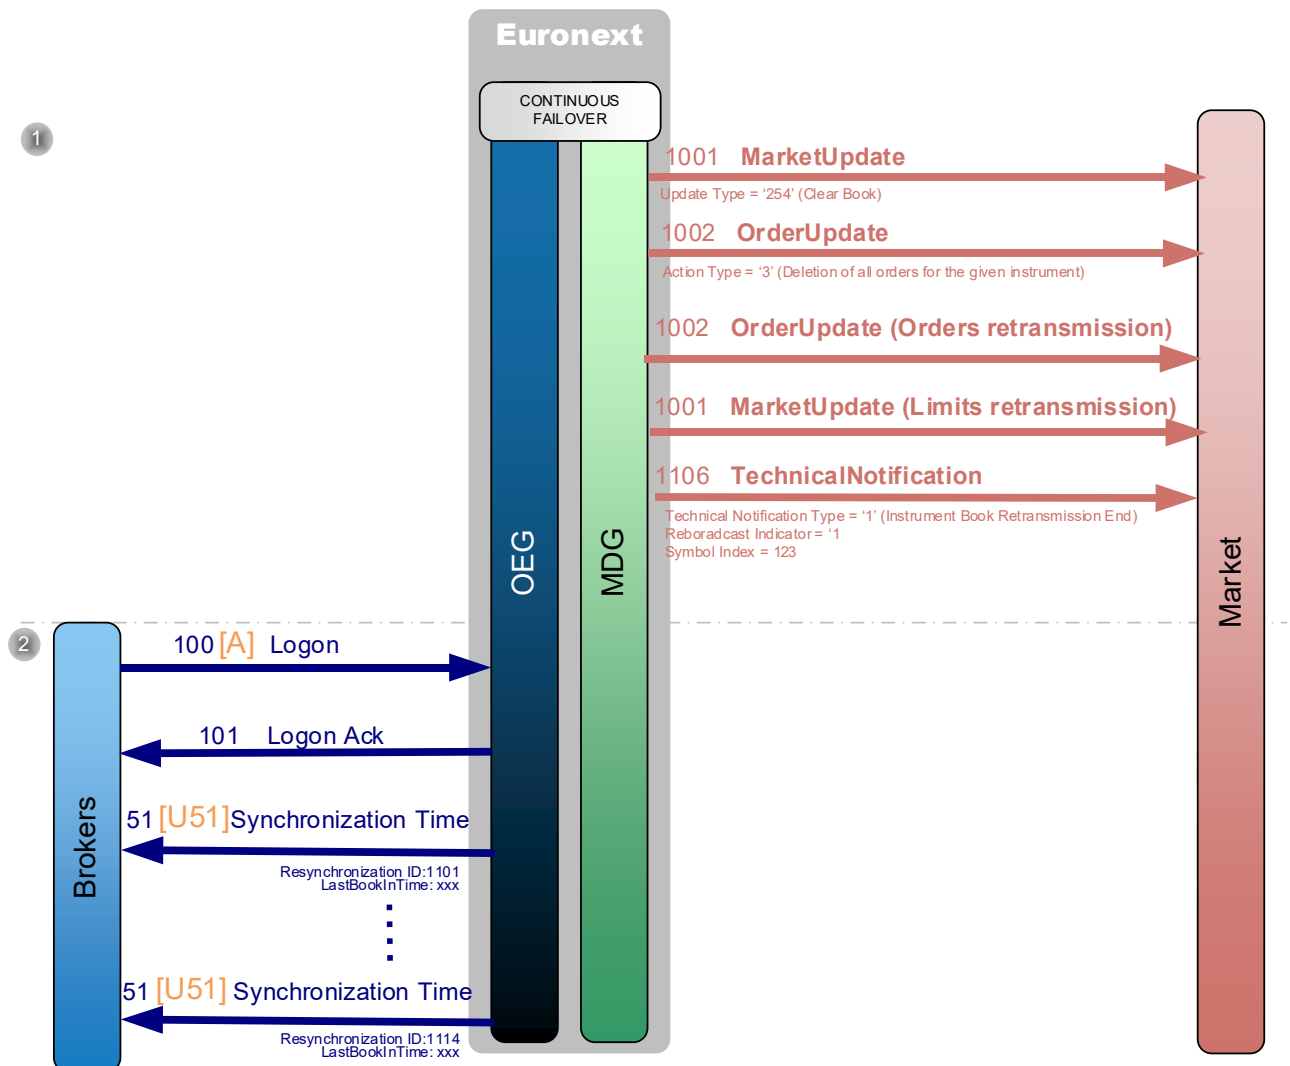 Euronext
CONTINUOUS
FAILOVER
1
1001 MarketUpdate
Update Type = ‘254’ (Clear Book)
1002 OrderUpdate
Action Type = ‘3’ (Deletion of all orders for the given instrument)
1002 OrderUpdate (Orders retransmission)
1001 MarketUpdate (Limits retransmission)
1106 TechnicalNotification
Technical Notification Type = ‘1’ (Instrument Book Retransmission End)
Reboradcast Indicator = ‘1
Symbol Index = 123
OEG
MDG
Market
2
100 [A] Logon
101 Logon Ack
Brokers
51 [U51] Synchronization Time
Resynchronization ID:1101
LastBookInTime: xxx
51 [U51] Synchronization Time
Resynchronization ID:1114
LastBookInTime: xxx